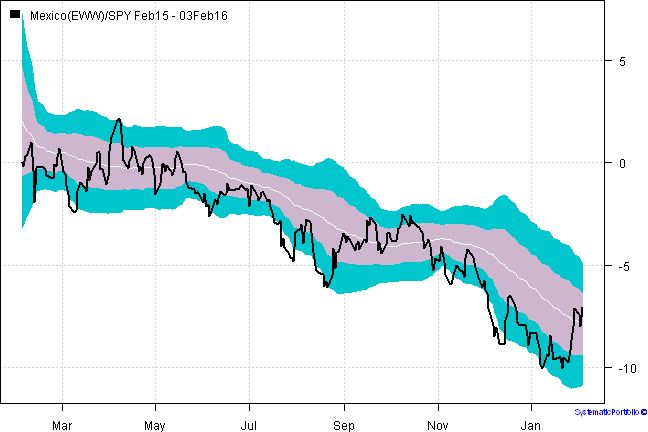 Mexico(EWW)/SPY Feb15 - 03Feb16
5
0
-5
-10
Mar May Jul Sep Nov Jan
SystematicPortfolio ©